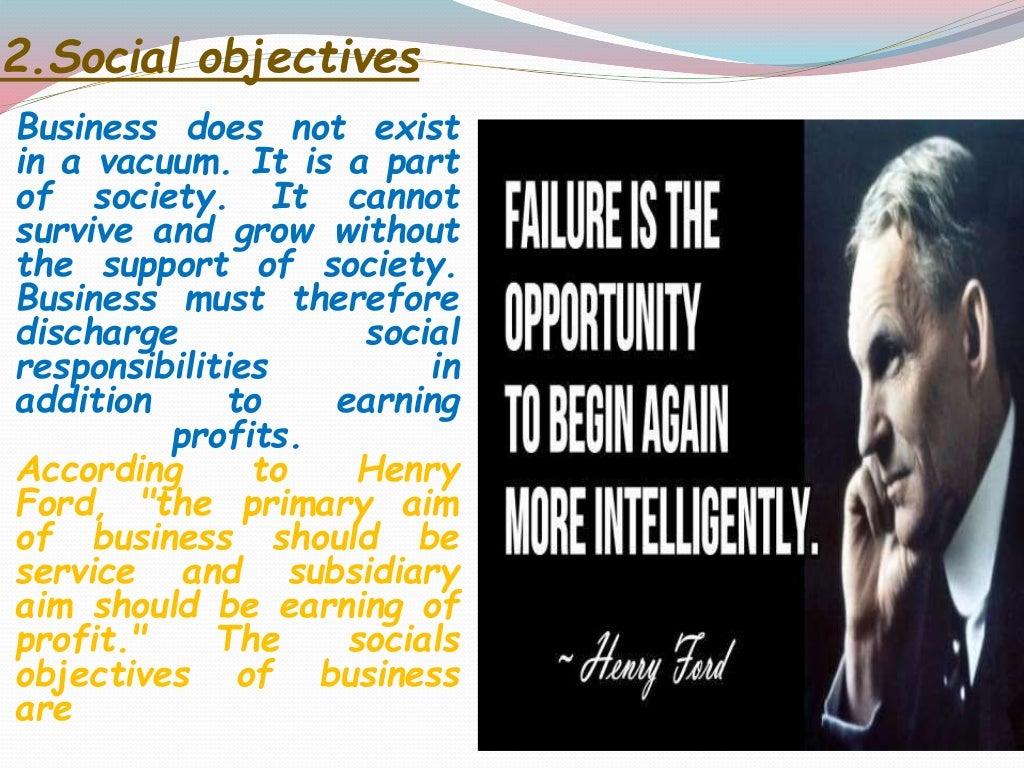 2.Social objectives
Business does not exist
in a vacuum. It is a part
of society. It cannot
survive and grow without
the support of society.
Business must therefore
discharge social
responsibilities in
addition to earning
profits.
According to Henry
Ford, "the primary aim
of business should be
service and subsidiary
aim should be earning of
profit." The socials
objectives of business
are
FAILURE IS THE
OPPORTUNITY
TO BEGIN AGAIN
MORE INTELLIGENTLY.
~ Henry Ford